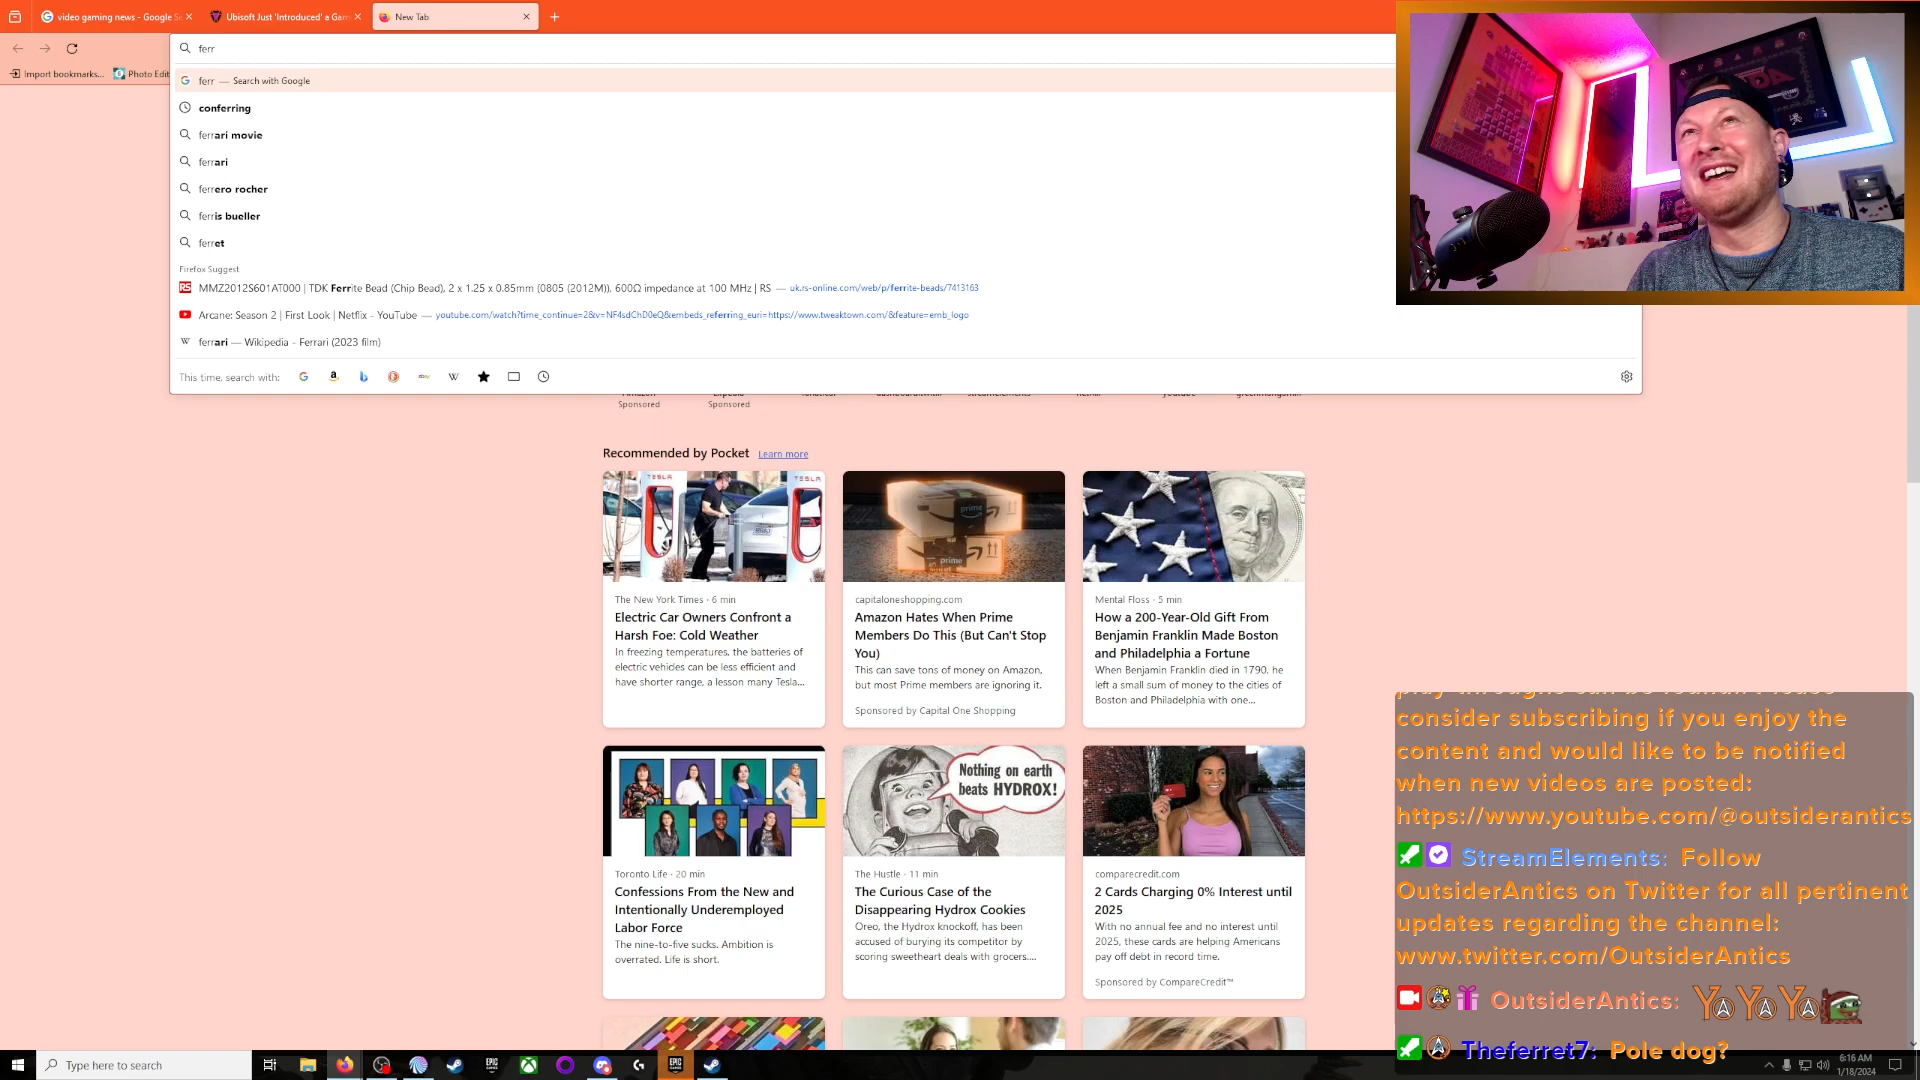 video gaming news - Google Se
Ubisoft Just 'Introduced' a Gam
New Tab
ferr
Import bookmarks...
Photo Edit
ferr — Search with Google
conferring
ferrari movie
ferrari
ferrero rocher
ferris bueller
ferret
Firefox Suggest
MMZ2012S601AT000 | TDK Ferrite Bead (Chip Bead), 2 x 1.25 x 0.85mm (0805 (2012M)), 600Ω impedance at 100 MHz | RS — uk.rs-online.com/web/p/ferrite-beads/7413163
Arcane: Season 2 | First Look | Netflix - YouTube — youtube.com/watch?time_continue=2&v=NF4sdChD0eQ&embeds_referring_euri=https://www.tweaktown.com/&feature=emb_logo
ferrari — Wikipedia - Ferrari (2023 film)
This time, search with:
Sponsored
Sponsored
Recommended by Pocket
Learn more
TESLA
TESLA
prime
prime
The New York Times · 6 min
Electric Car Owners Confront a
Harsh Foe: Cold Weather
In freezing temperatures, the batteries of
electric vehicles can be less efficient and
have shorter range, a lesson many Tesla...
capitaloneshopping.com
Amazon Hates When Prime
Members Do This (But Can't Stop
You)
This can save tons of money on Amazon,
but most Prime members are ignoring it.
Sponsored by Capital One Shopping
Mental Floss · 5 min
How a 200-Year-Old Gift From
Benjamin Franklin Made Boston
and Philadelphia a Fortune
When Benjamin Franklin died in 1790, he
left a small sum of money to the cities of
Boston and Philadelphia with one...
Nothing on earth
beats HYDROX!
Toronto Life · 20 min
Confessions From the New and
Intentionally Underemployed
Labor Force
The nine-to-five sucks. Ambition is
overrated. Life is short.
The Hustle · 11 min
The Curious Case of the
Disappearing Hydrox Cookies
Oreo, the Hydrox knockoff, has been
accused of burying its competitor by
scoring sweetheart deals with grocers....
comparecredit.com
2 Cards Charging 0% Interest until
2025
With no annual fee and no interest until
2025, these cards are helping Americans
pay off debt in record time.
Sponsored by CompareCredit™
consider subscribing if you enjoy the
content and would like to be notified
when new videos are posted:
https://www.youtube.com/@outsiderantics
StreamElements: Follow
OutsiderAntics on Twitter for all pertinent
updates regarding the channel:
www.twitter.com/OutsiderAntics
OutsiderAntics: YA YA YA
Theferret7: Pole dog?
Type here to search
6:16 AM
1/18/2024